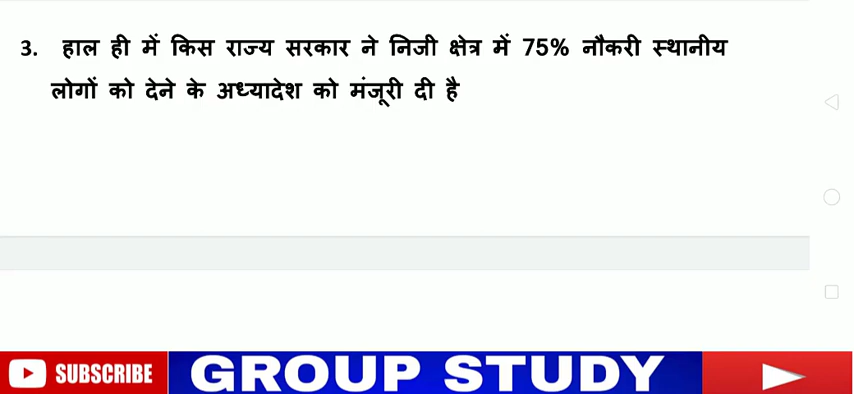 3. हाल ही में किस राज्य सरकार ने निजी क्षेत्र में 75% नौकरी स्थानीय
लोगों को देने के अध्यादेश को मंजूरी दी है
SUBSCRIBE GROUP STUDY